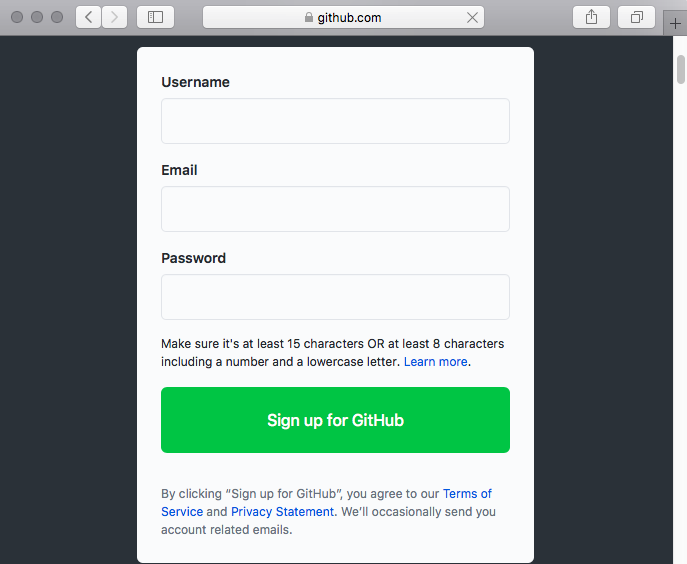 github.com
Username
Email
Password
Make sure it's at least 15 characters OR at least 8 characters
including a number and a lowercase letter. Learn more.
Sign up for GitHub
By clicking “Sign up for GitHub”, you agree to our Terms of
Service and Privacy Statement. We’ll occasionally send you
account related emails.